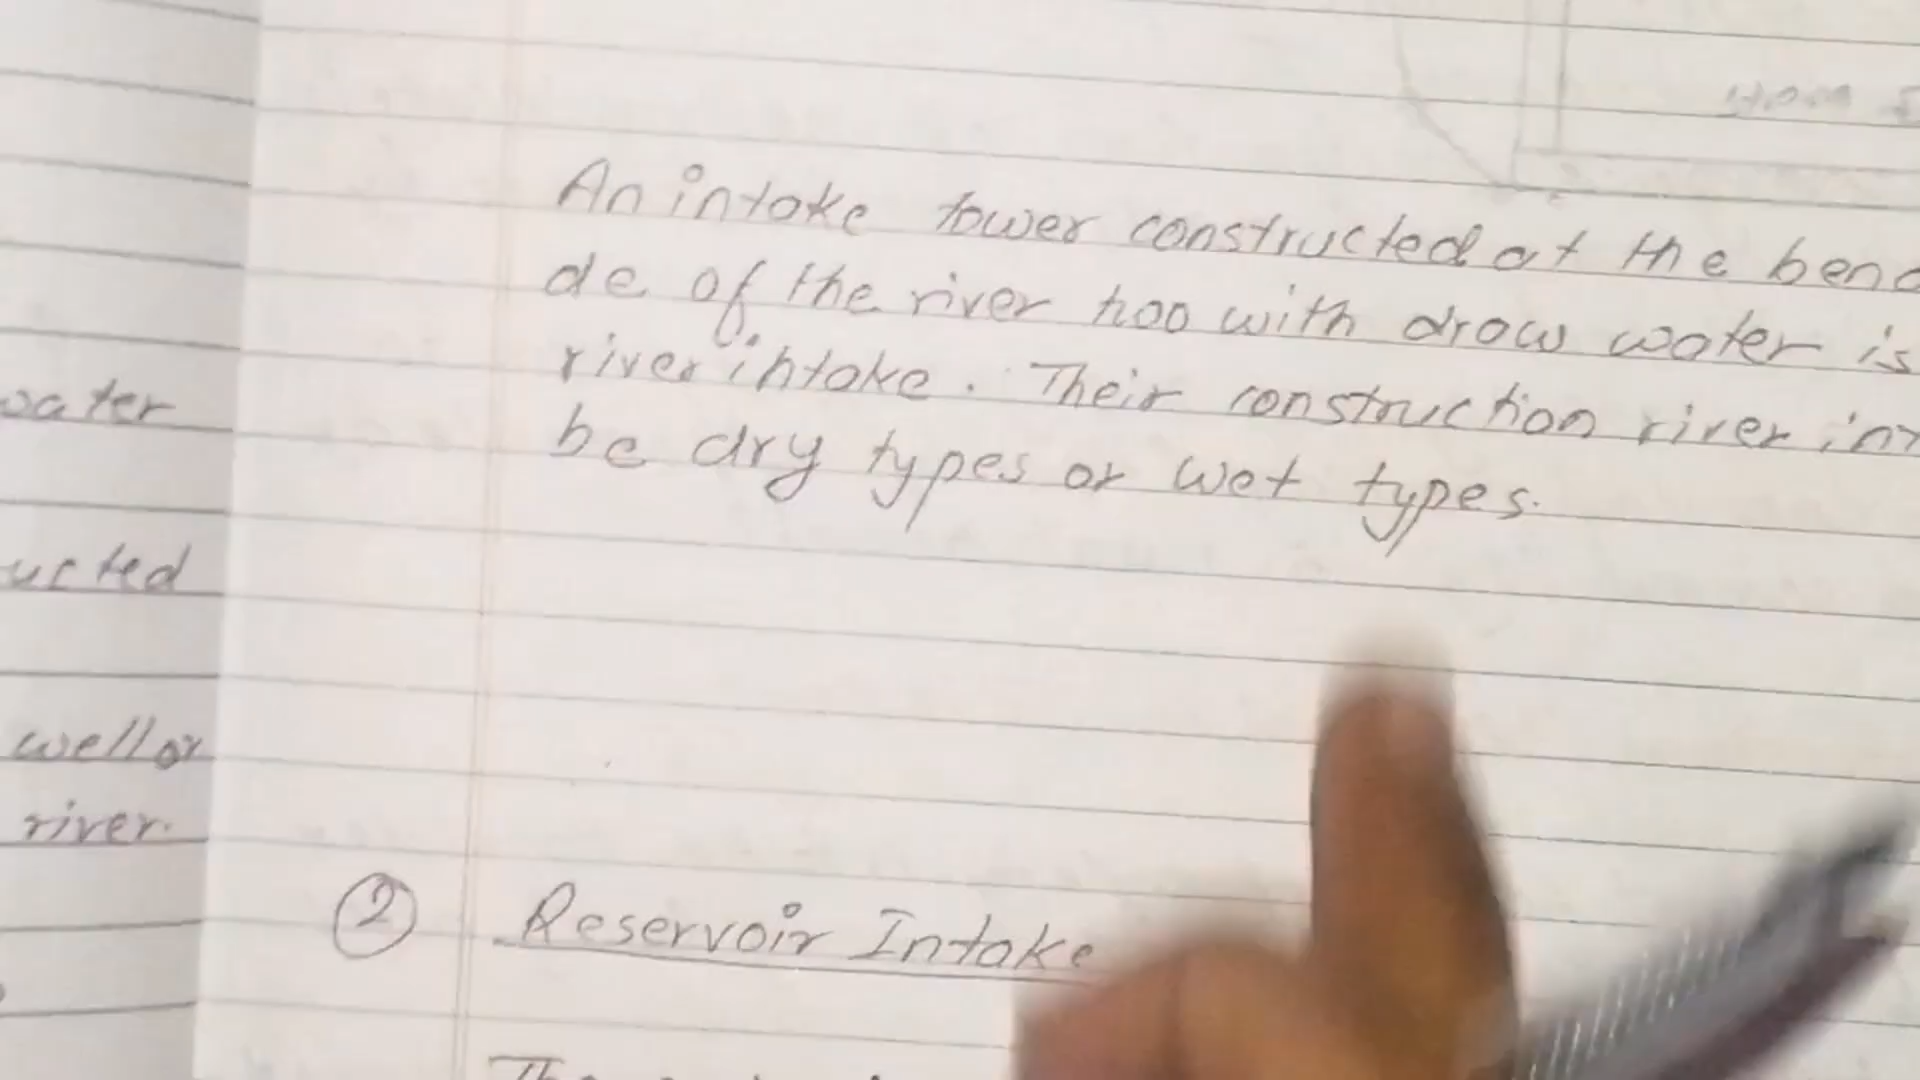 water
ucted
well or
river.
An intake tower constructed at the bend
de of the river too with draw water is
river intake. Their construction river int
be dry types or wet types.
② Reservoir Intake